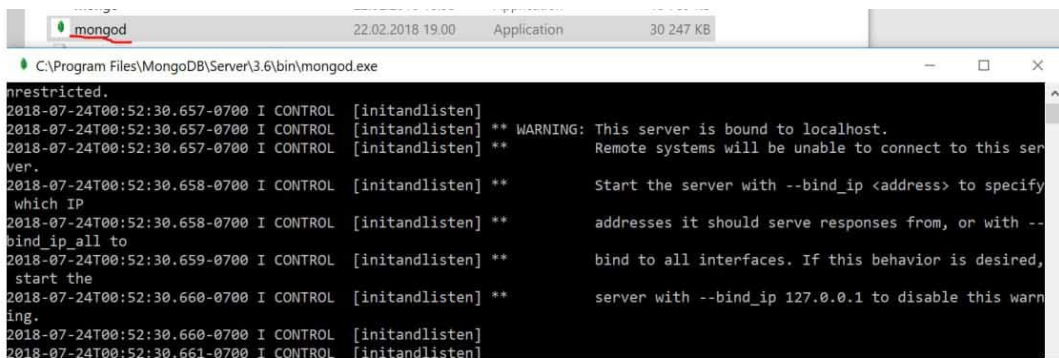 mongod 22.02.2018 19.00 Application 30 247 KB
C:\Program Files\MongoDB\Server\3.6\bin\mongod.exe
nrestricted.
2018-07-24T00:52:30.657-0700 I CONTROL  [initandlisten]
2018-07-24T00:52:30.657-0700 I CONTROL  [initandlisten] ** WARNING: This server is bound to localhost.
2018-07-24T00:52:30.657-0700 I CONTROL  [initandlisten] **          Remote systems will be unable to connect to this ser
ver.
2018-07-24T00:52:30.658-0700 I CONTROL  [initandlisten] **          Start the server with --bind_ip <address> to specify
 which IP
2018-07-24T00:52:30.658-0700 I CONTROL  [initandlisten] **          addresses it should serve responses from, or with --
bind_ip_all to
2018-07-24T00:52:30.659-0700 I CONTROL  [initandlisten] **          bind to all interfaces. If this behavior is desired,
 start the
2018-07-24T00:52:30.660-0700 I CONTROL  [initandlisten] **          server with --bind_ip 127.0.0.1 to disable this warn
ing.
2018-07-24T00:52:30.660-0700 I CONTROL  [initandlisten]
2018-07-24T00:52:30.661-0700 I CONTROL  [initandlisten]